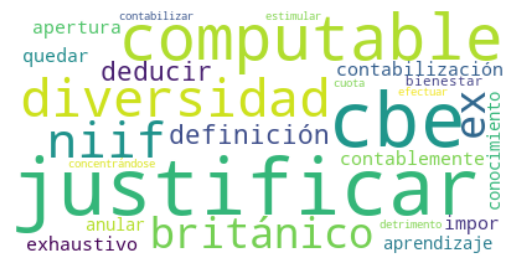 contabilizar
estimular
apertura
computable
quedar
deducir
contabilización
cuota
bienestar
diversidad
efectuar
cbe
ex
conocimiento
niif
definición
contablemente
concentrándose
justificar
anular
británico
detrimento
impor
exhaustivo
aprendizaje